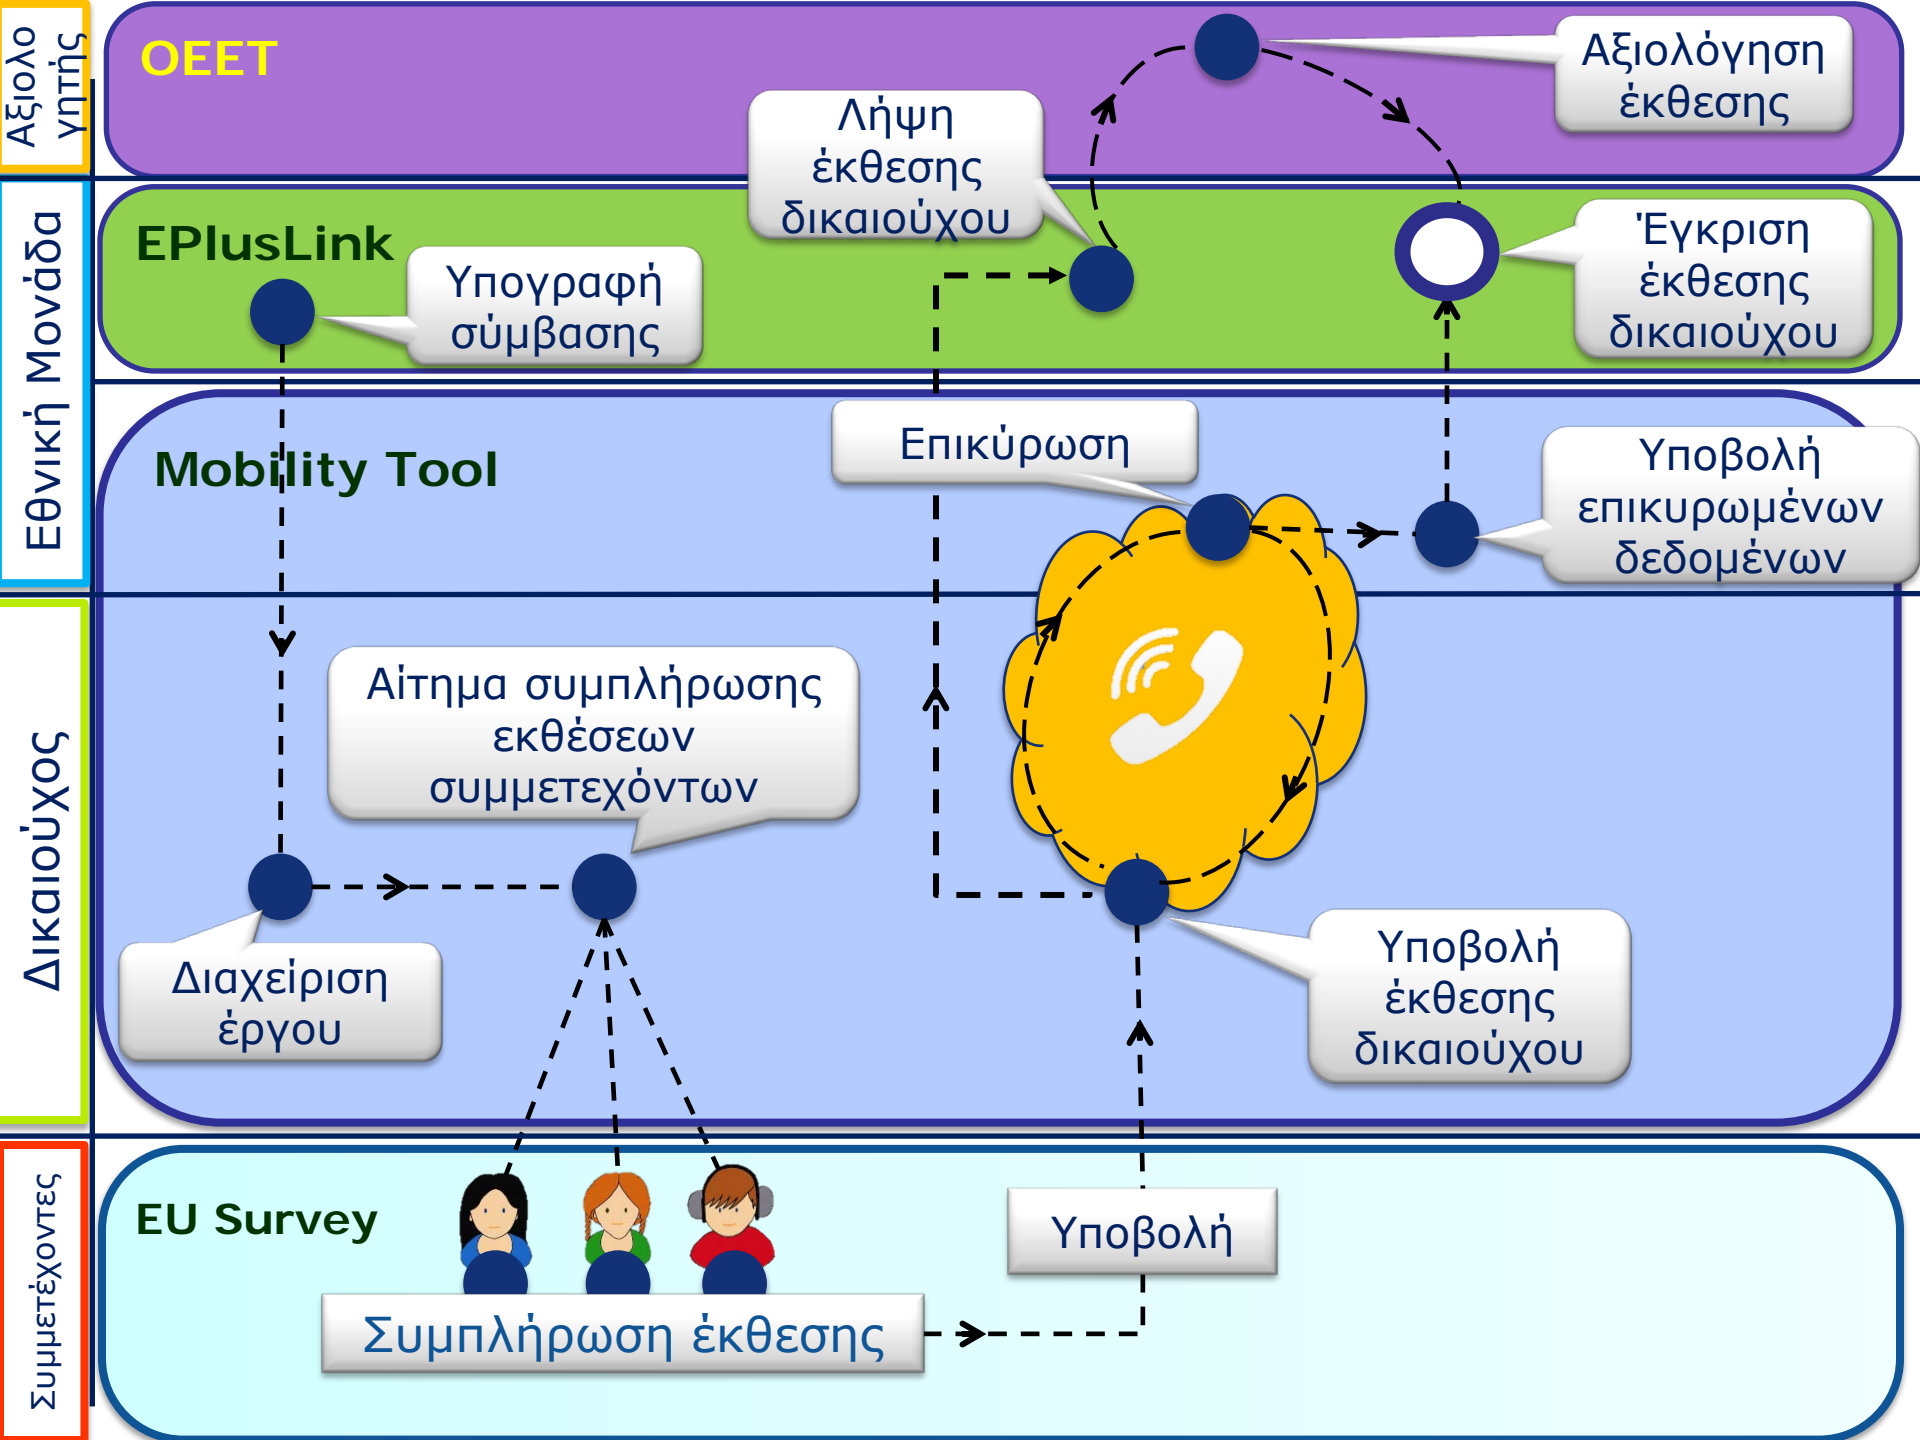 Αξιολο
γητής
OEET
Αξιολόγηση
έκθεσης
Λήψη
έκθεσης
δικαιούχου
Εθνική Μονάδα
EPlusLink
Υπογραφή
σύμβασης
Έγκριση
έκθεσης
δικαιούχου
Mobility Tool
Επικύρωση
Υποβολή
επικυρωμένων
δεδομένων
Δικαιούχος
Αίτημα συμπλήρωσης
εκθέσεων
συμμετεχόντων
Διαχείριση
έργου
Υποβολή
έκθεσης
δικαιούχου
Συμμετέχοντες
EU Survey
Υποβολή
Συμπλήρωση έκθεσης